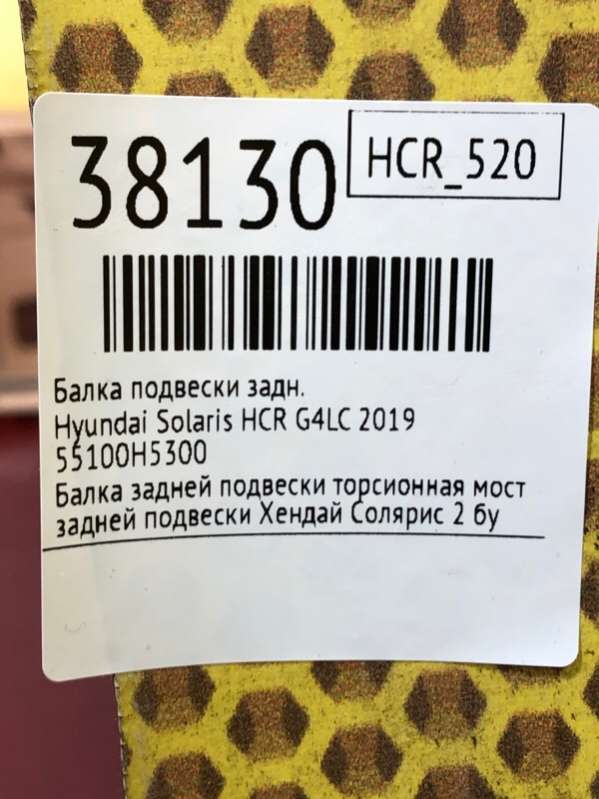 38130
HCR_520
Балка подвески задн.
Hyundai Solaris HCR G4LC 2019
55100H5300
Балка задней подвески торсионная мост
задней подвески Хендай Солярис 2 бу